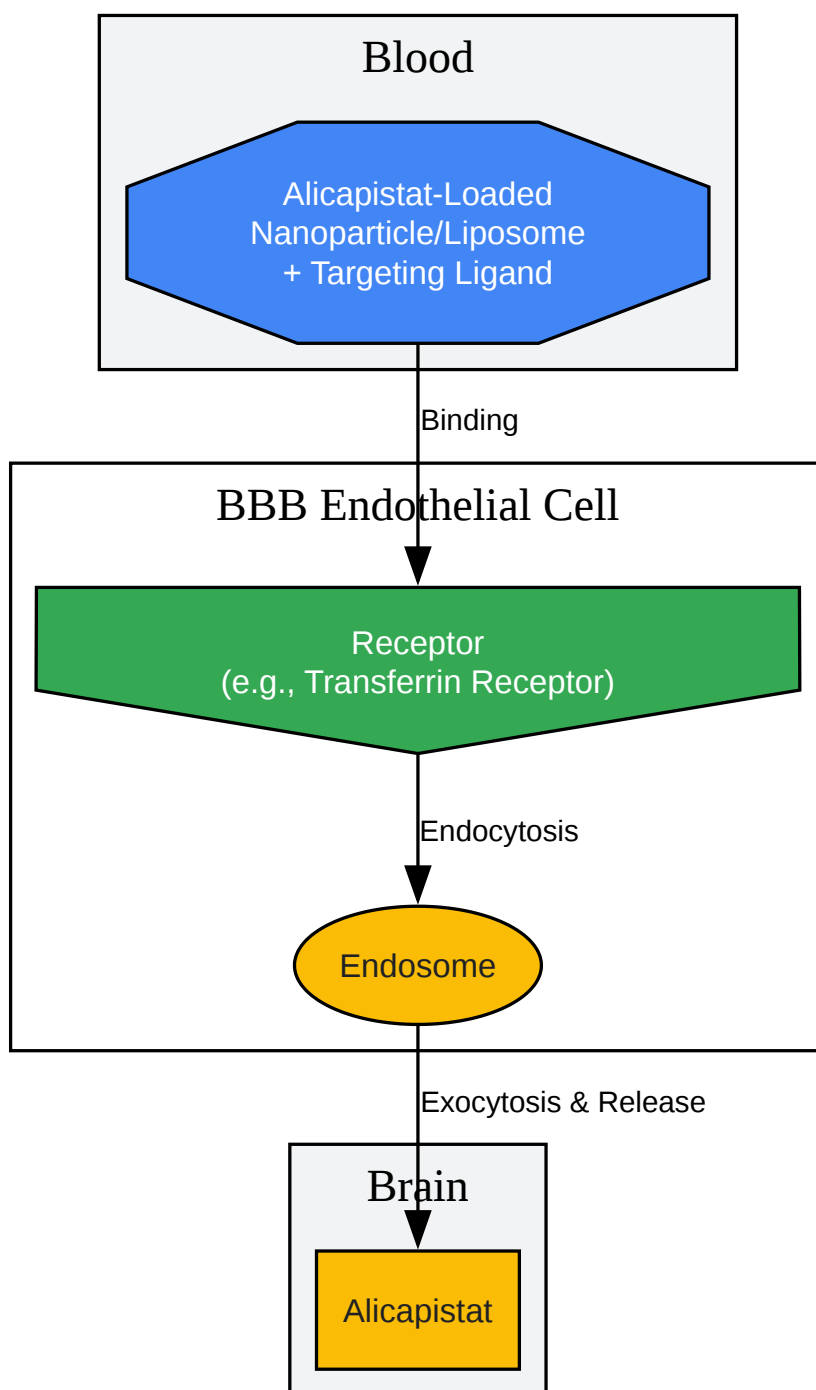 Blood
Alicapistat-Loaded
Nanoparticle/Liposome
+ Targeting Ligand
Binding
BBB Endothelial Cell
Receptor
(e.g., Transferrin Receptor)
Endocytosis
Endosome
Exocytosis & Release
Brain
Alicapistat